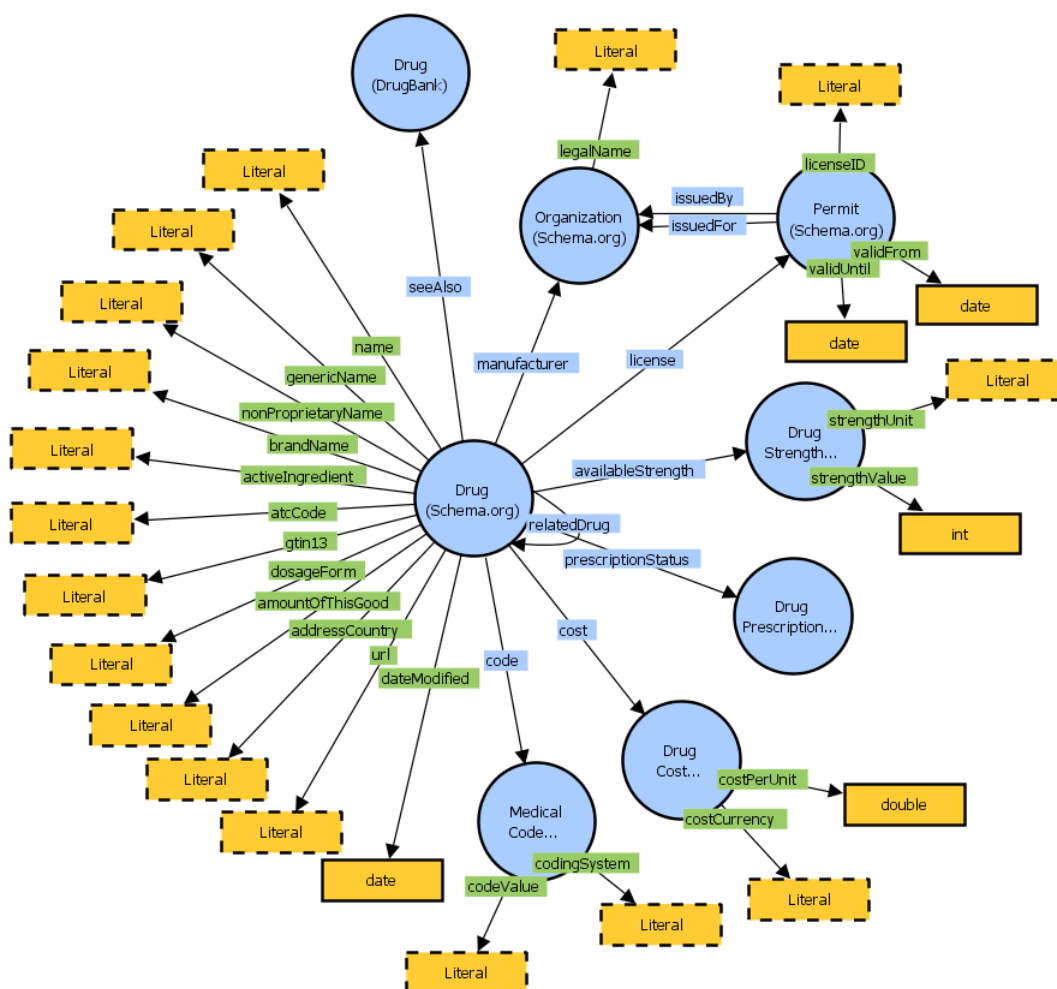 Drug
(DrugBank)
Literal
Literal
legalName
licenseID
Literal
Literal
issuedBy
Organization
(Schema.org)
Permit
(Schema.org)
issuedFor
validFrom
validUntil
seeAlso
Literal
date
name
date
manufacturer
license
genericName
Literal
Literal
nonProprietaryName
strengthUnit
brandName
Drug
Strength...
Literal
activeIngredient
availableStrength
strengthValue
Drug
(Schema.org)
Literal
atcCode
relatedDrug
int
gtin13
prescriptionStatus
dosageForm
Literal
amountOfThisGood
Drug
Prescription...
addressCountry
cost
url
code
Literal
dateModified
Literal
Drug
Cost...
Literal
costPerUnit
double
Medical
Code...
costCurrency
Literal
codingSystem
date
codeValue
Literal
Literal
Literal